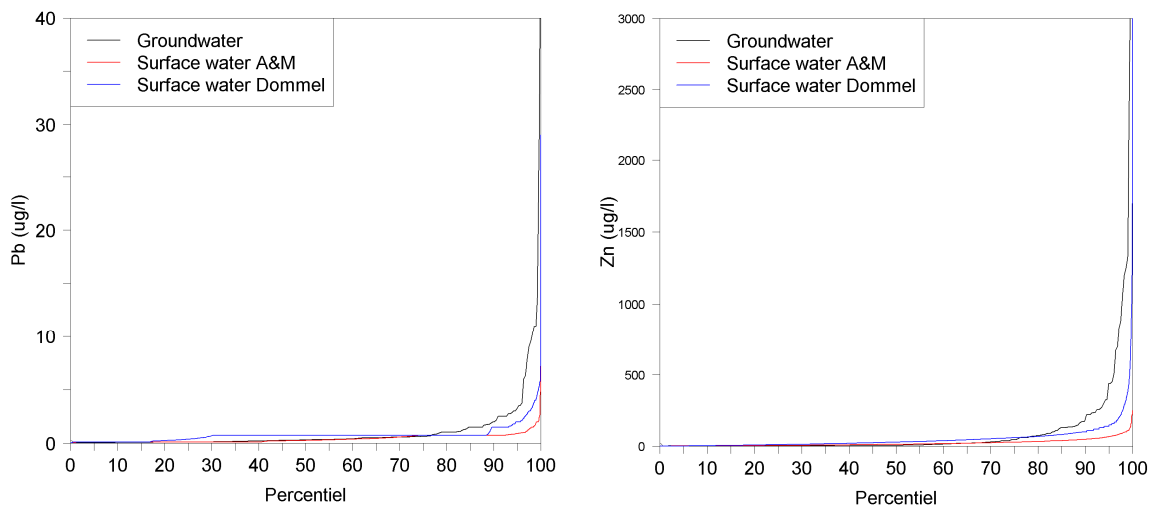 40
30
20
10
0
Pb (ug/l)
Groundwater
Surface water A&M
Surface water Dommel
0 10 20 30 40 50 60 70 80 90 100
Percentiel
3000
2500
2000
1500
1000
500
0
Zn (ug/l)
Groundwater
Surface water A&M
Surface water Dommel
0 10 20 30 40 50 60 70 80 90 100
Percentiel